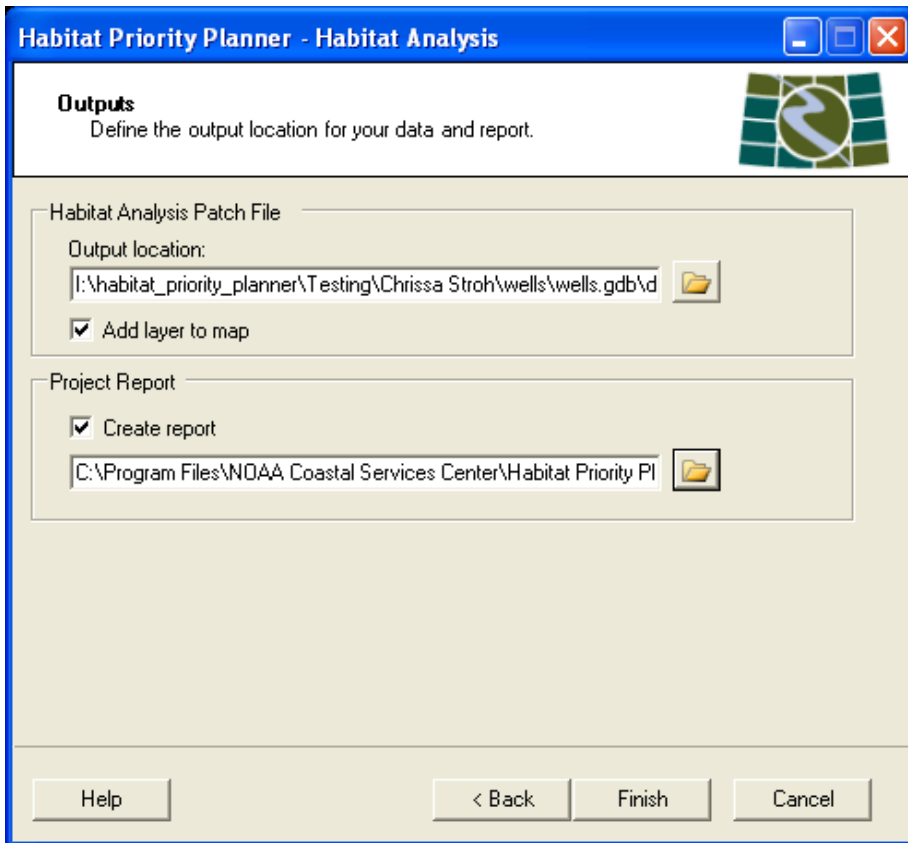 Habitat Priority Planner - Habitat Analysis
Outputs
Define the output location for your data and report.
Habitat Analysis Patch File
Output location:
I:\habitat_priority_planner\Testing\Chrissa Stroh\wells\wells.gdb\d
Add layer to map
Project Report
Create report
C:\Program Files\NOAA Coastal Services Center\Habitat Priority Pl
Help
< Back
Finish
Cancel